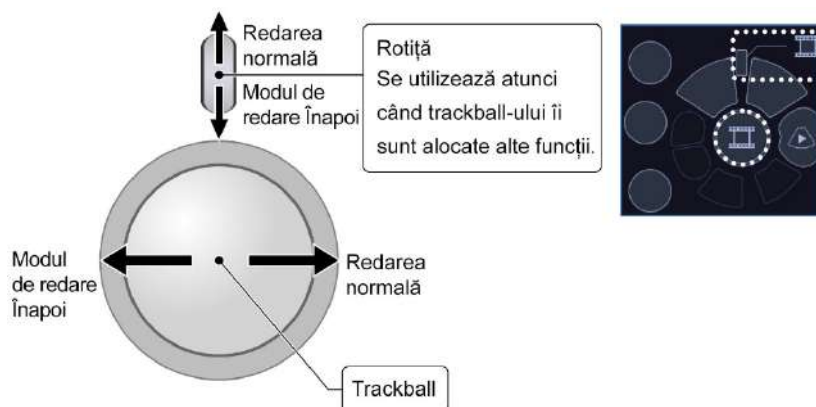 Redarea
normală
Modul de
redare Înapoi
Rotiță
Se utilizează atunci
când trackball-ului îi
sunt alocate alte funcții.
Modul
de redare
Înapoi
Redarea
normală
Trackball